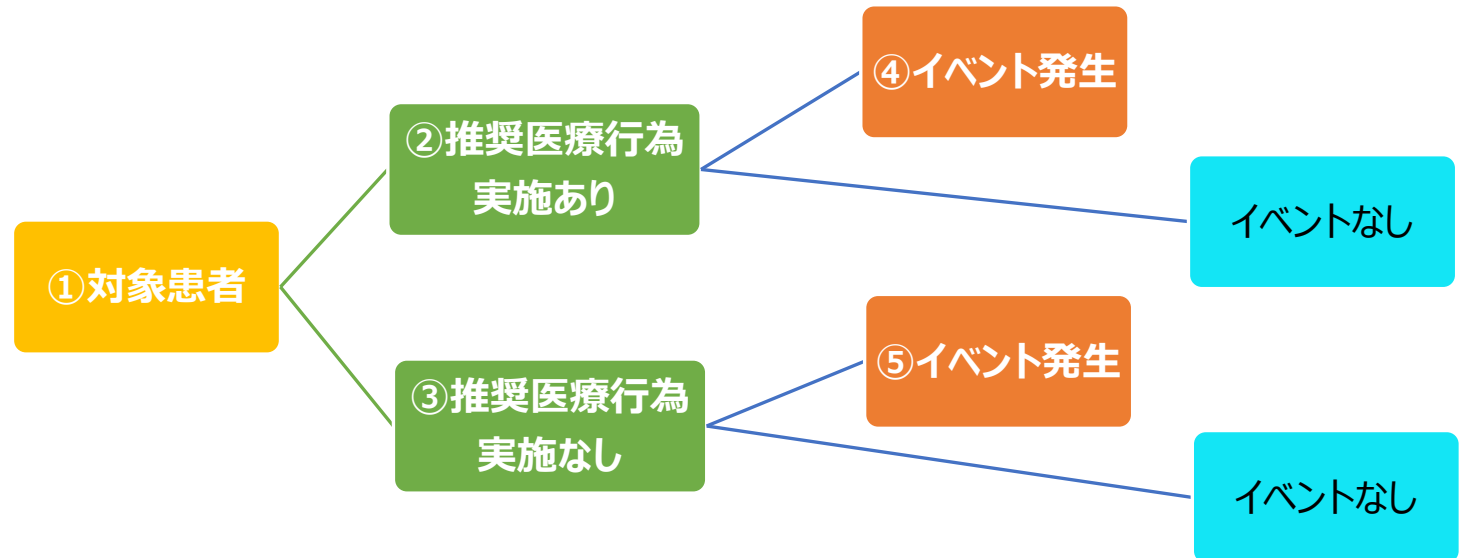 ④イベント発生
②推奨医療行為
実施あり
イベントなし
①対象患者
⑤イベント発生
③推奨医療行為
実施なし
イベントなし